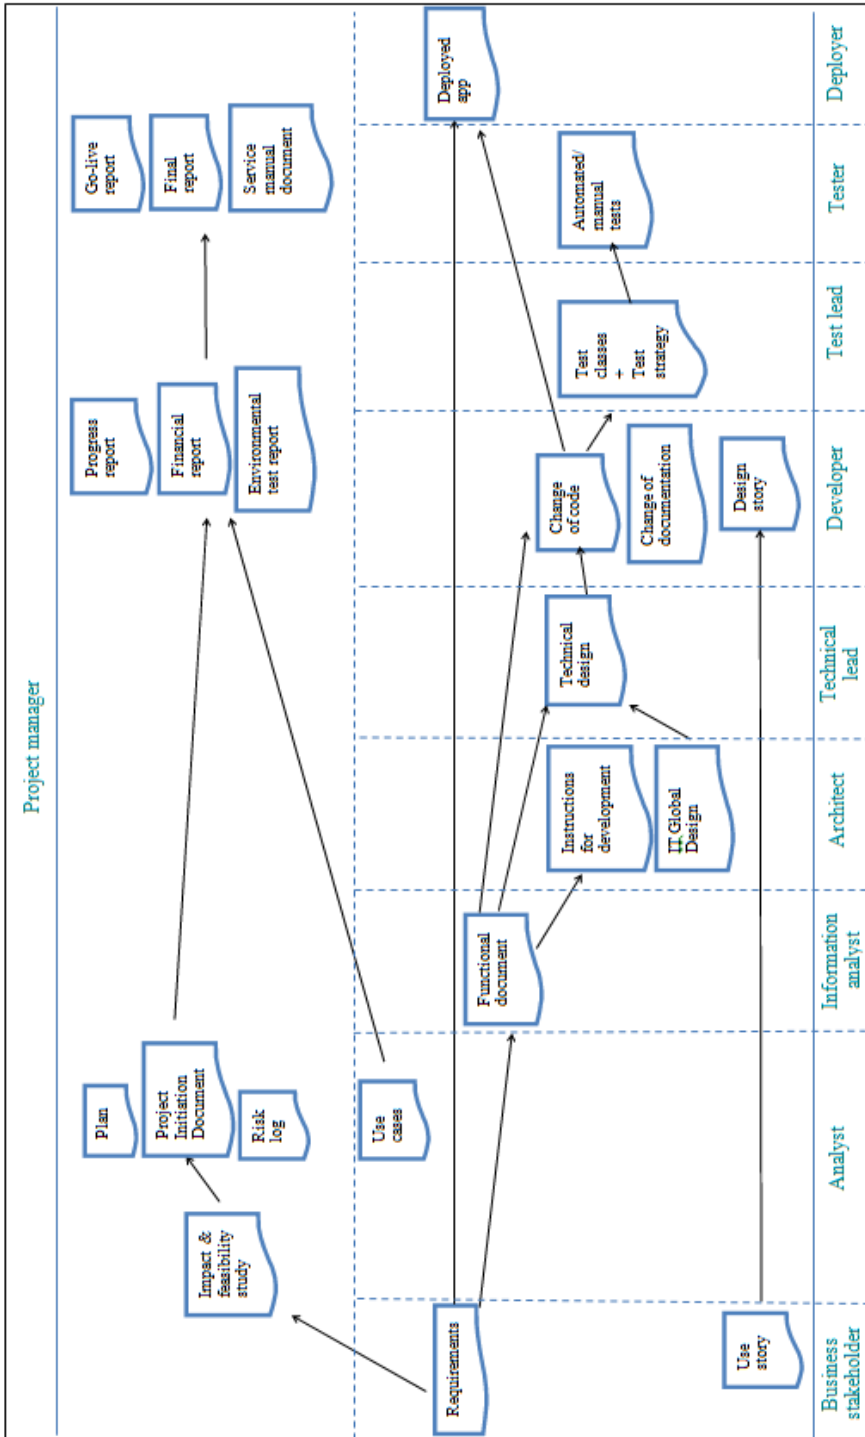 Project manager
Go-live
report
Final
report
Service
manual
document
Progress
report
Financial
report
Environmental
test report
Plan
Project
Initiation
Document
Risk
log
Impact &
feasibility
study
Use
cases
Requirements
Functional
document
Instructions
for
development
IT Global
Design
Technical
design
Change
of code
Change of
documentation
Design
story
Test
classes
+
Test
strategy
Automated/
manual
tests
Deployed
app
Use
story
Business
stakeholder
Analyst
Information
analyst
Architect
Technical
lead
Developer
Test lead
Tester
Deployer